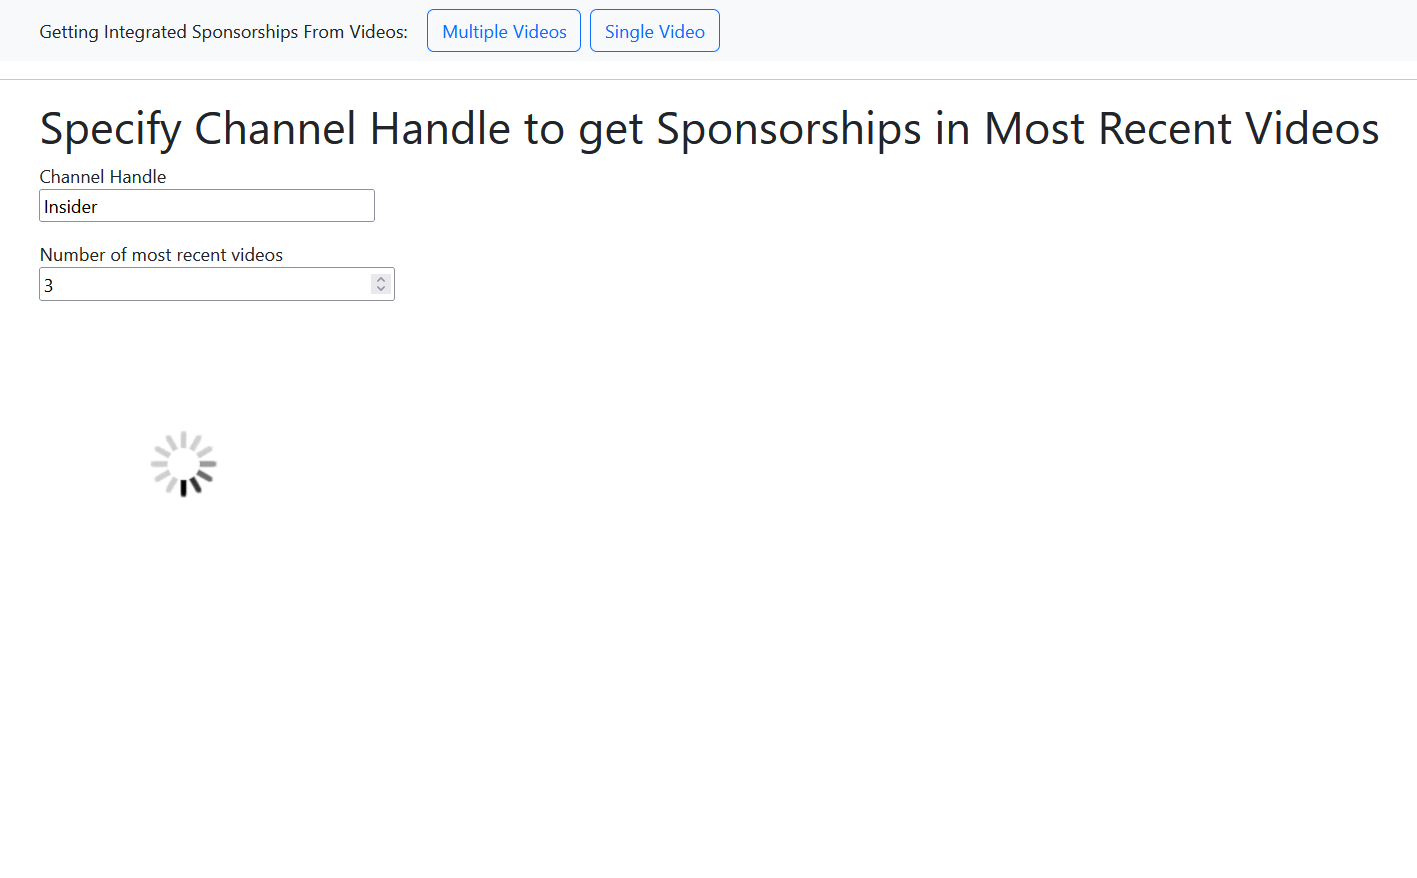 Getting Integrated Sponsorships From Videos: Multiple Videos Single Video
Specify Channel Handle to get Sponsorships in Most Recent Videos
Channel Handle
Insider
Number of most recent videos
3